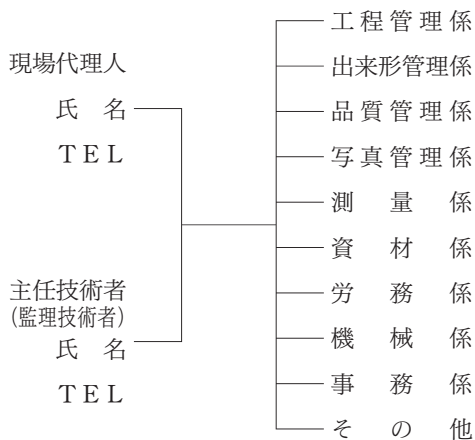 現場代理人
氏　名
ＴＥＬ
主任技術者
(監理技術者)
氏　名
ＴＥＬ
工程管理係
出来形管理係
品質管理係
写真管理係
測　量　係
資　材　係
労　務　係
機　械　係
事　務　係
そ　の　他